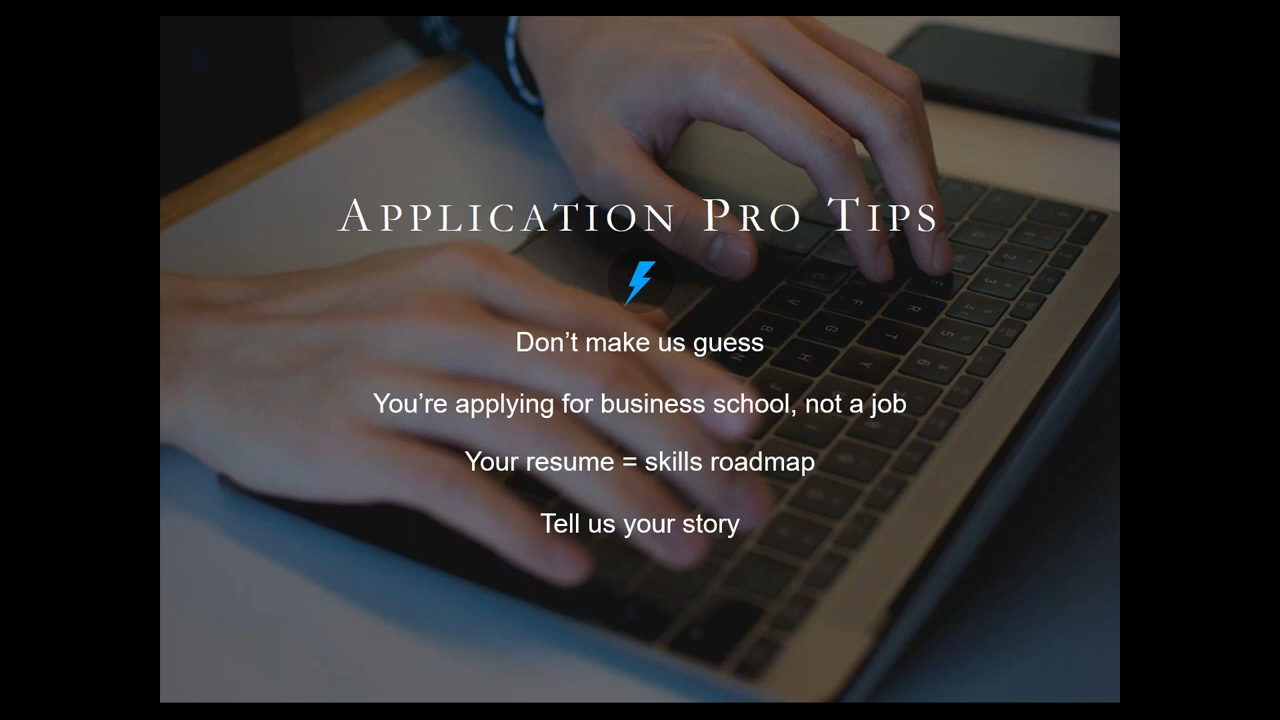 Application Pro Tips
Don’t make us guess
You’re applying for business school, not a job
Your resume = skills roadmap
Tell us your story